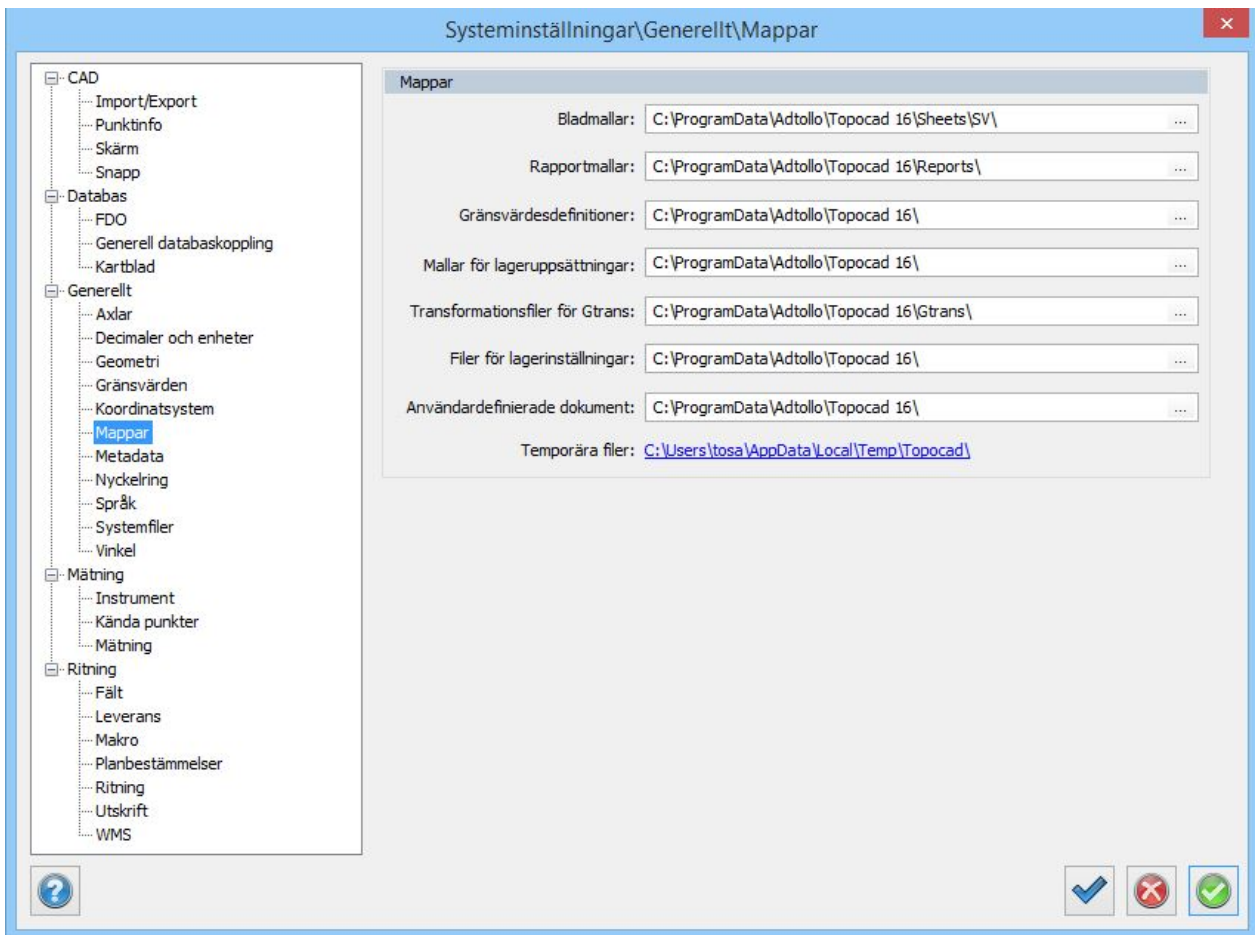 Systeminställningar\Generellt\Mappar
CAD
Import/Export
Punktinfo
Skärm
Snapp
Databas
FDO
Generell databaskoppling
Kartblad
Generellt
Axlar
Decimaler och enheter
Geometri
Gränsvärden
Koordinatsystem
Mappar
Metadata
Nyckelring
Språk
Systemfiler
Vinkel
Mätning
Instrument
Kända punkter
Mätning
Ritning
Fält
Leverans
Makro
Planbestämmelser
Ritning
Utskrift
WMS
Mappar
Bladmallar: C:\ProgramData\Adtollo\Topocad 16\Sheets\SV\ ...
Rapportmallar: C:\ProgramData\Adtollo\Topocad 16\Reports\ ...
Gränsvärdesdefinitioner: C:\ProgramData\Adtollo\Topocad 16\ ...
Mallar för lageruppsättningar: C:\ProgramData\Adtollo\Topocad 16\ ...
Transformationsfiler för Gtrans: C:\ProgramData\Adtollo\Topocad 16\Gtrans\ ...
Filer för lagerinställningar: C:\ProgramData\Adtollo\Topocad 16\ ...
Användardefinierade dokument: C:\ProgramData\Adtollo\Topocad 16\ ...
Temporära filer: C:\Users\tosa\AppData\Local\Temp\Topocad\